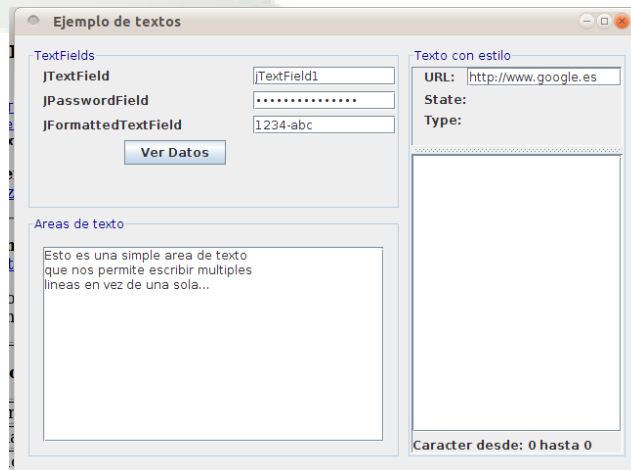 Ejemplo de textos
TextFields
JTextField
jTextField1
JPasswordField
•••••••••••••••
JFormattedTextField
1234-abc
Ver Datos
Areas de texto
Esto es una simple area de texto
que nos permite escribir multiples
lineas en vez de una sola...
Texto con estilo
URL: http://www.google.es
State:
Type:
Caracter desde: 0 hasta 0